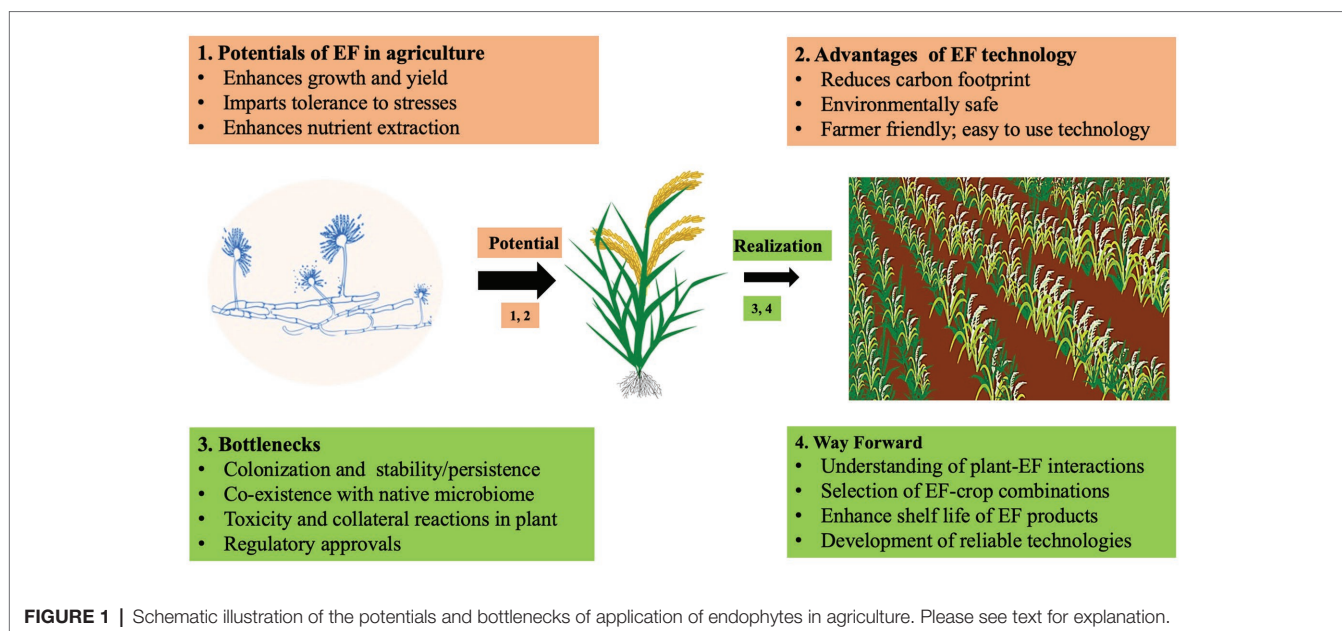 1. Potentials of EF in agriculture
• Enhances growth and yield
• Imparts tolerance to stresses
• Enhances nutrient extraction
2. Advantages of EF technology
• Reduces carbon footprint
• Environmentally safe
• Farmer friendly; easy to use technology
Potential
1, 2
Realization
3, 4
3. Bottlenecks
• Colonization and stability/persistence
• Co-existence with native microbiome
• Toxicity and collateral reactions in plant
• Regulatory approvals
4. Way Forward
• Understanding of plant-EF interactions
• Selection of EF-crop combinations
• Enhance shelf life of EF products
• Development of reliable technologies
FIGURE 1 | Schematic illustration of the potentials and bottlenecks of application of endophytes in agriculture. Please see text for explanation.